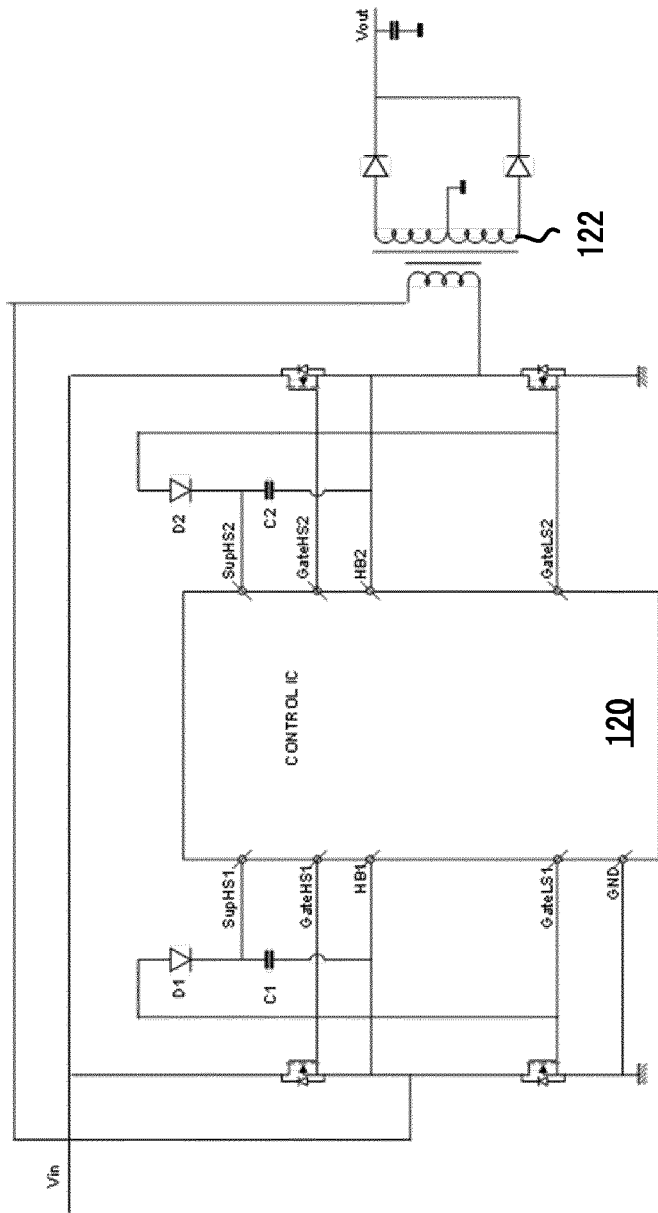 Vin
Vout
D1
C1
SupHS1
GateHS1
HB1
GateLS1
GND
CONTROL IC
120
D2
C2
SupHS2
GateHS2
HB2
GateLS2
122